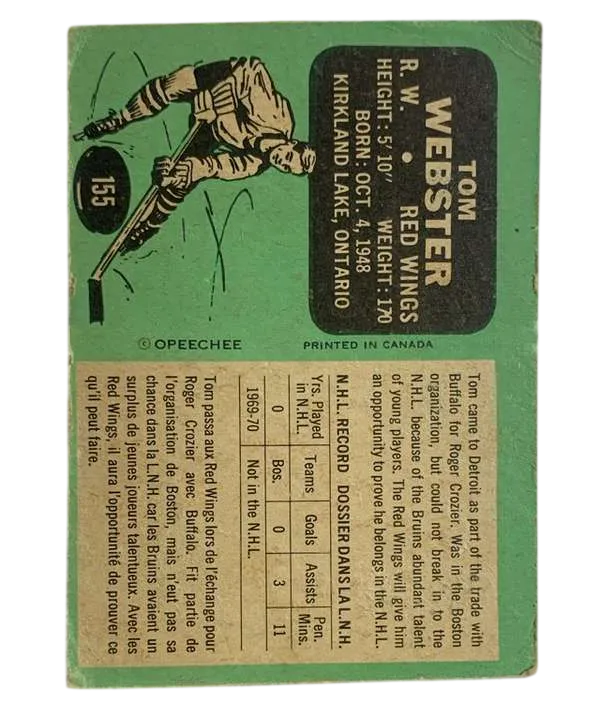 TOM
WEBSTER
R. W. • RED WINGS
HEIGHT: 5' 10" WEIGHT: 170
BORN: OCT. 4, 1948
KIRKLAND LAKE, ONTARIO
155
© OPEECHEE PRINTED IN CANADA
Tom came to Detroit as part of the trade with
Buffalo for Roger Crozier. Was in the Boston
organization, but could not break in to the
N.H.L. because of the Bruins abundant talent
of young players. The Red Wings will give him
an opportunity to prove he belongs in the N.H.L.
N.H.L. RECORD DOSSIER DANS LA L.N.H.
Yrs. Played Teams Goals Assists Pen.
in N.H.L. Mins.
0 Bos. 0 3 11
1969-70 Not in the N.H.L.
Tom passa aux Red Wings lors de l'échange pour
Roger Crozier avec Buffalo. Fit partie de
l'organisation de Boston, mais n'eut pas sa
chance dans la L.N.H. car les Bruins avaient un
surplus de jeunes joueurs talentueux. Avec les
Red Wings, il aura l'opportunité de prouver ce
qu'il peut faire.